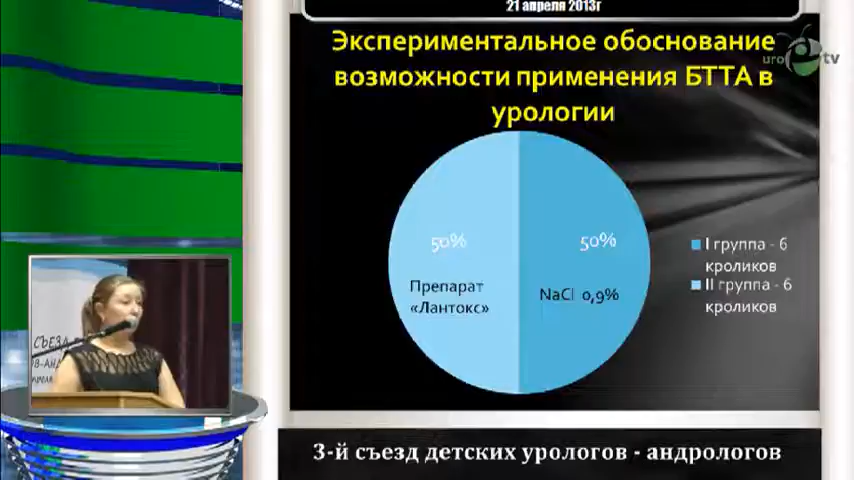 21 апреля 2013г
Экспериментальное обоснование
возможности применения БТТА в
урологии
uro tv
50%
50%
Препарат
«Лантокс»
NaCl 0,9%
I группа - 6
кроликов
II группа - 6
кроликов
СЪЕЗД
3-й съезд детских урологов - андрологов